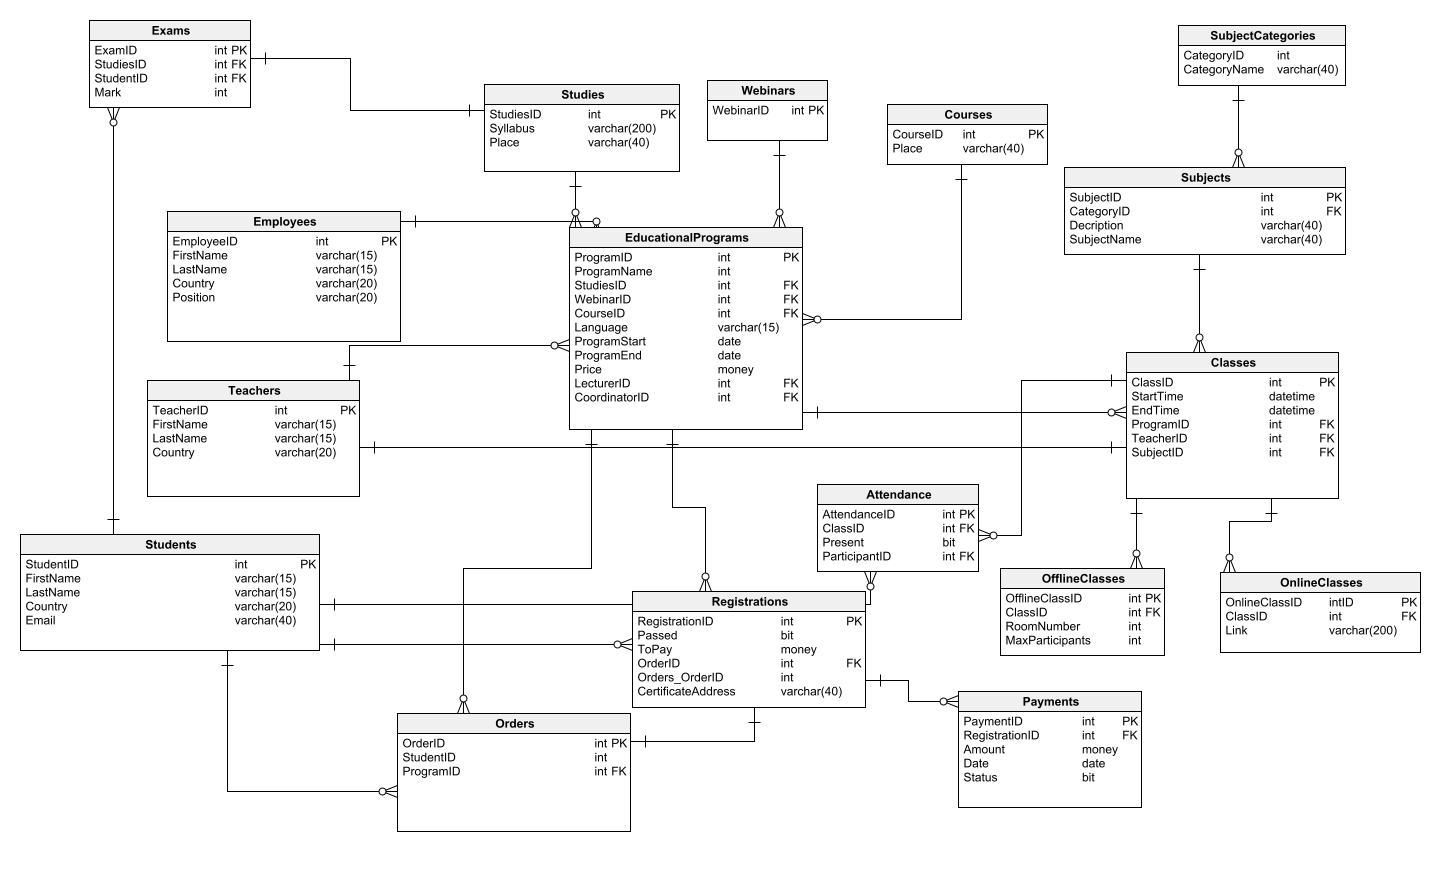 Exams
ExamID int PK
StudiesID int FK
StudentID int FK
Mark int
Studies
StudiesID int PK
Syllabus varchar(200)
Place varchar(40)
Webinars
WebinarID int PK
Courses
CourseID int PK
Place varchar(40)
SubjectCategories
CategoryID int
CategoryName varchar(40)
Subjects
SubjectID int PK
CategoryID int FK
Decription varchar(40)
SubjectName varchar(40)
Employees
EmployeeID int PK
FirstName varchar(15)
LastName varchar(15)
Country varchar(20)
Position varchar(20)
EducationalPrograms
ProgramID int PK
ProgramName int
StudiesID int FK
WebinarID int FK
CourseID int FK
Language varchar(15)
ProgramStart date
ProgramEnd date
Price money
LecturerID int FK
CoordinatorID int FK
Teachers
TeacherID int PK
FirstName varchar(15)
LastName varchar(15)
Country varchar(20)
Classes
ClassID int PK
StartTime datetime
EndTime datetime
ProgramID int FK
TeacherID int FK
SubjectID int FK
Attendance
AttendanceID int PK
ClassID int FK
Present bit
ParticipantID int FK
Students
StudentID int PK
FirstName varchar(15)
LastName varchar(15)
Country varchar(20)
Email varchar(40)
OfflineClasses
OfflineClassID int PK
ClassID int FK
RoomNumber int
MaxParticipants int
OnlineClasses
OnlineClassID intID PK
ClassID int FK
Link varchar(200)
Registrations
RegistrationID int PK
Passed bit
ToPay money
OrderID int FK
Orders_OrderID int
CertificateAddress varchar(40)
Payments
PaymentID int PK
RegistrationID int FK
Amount money
Date date
Status bit
Orders
OrderID int PK
StudentID int
ProgramID int FK